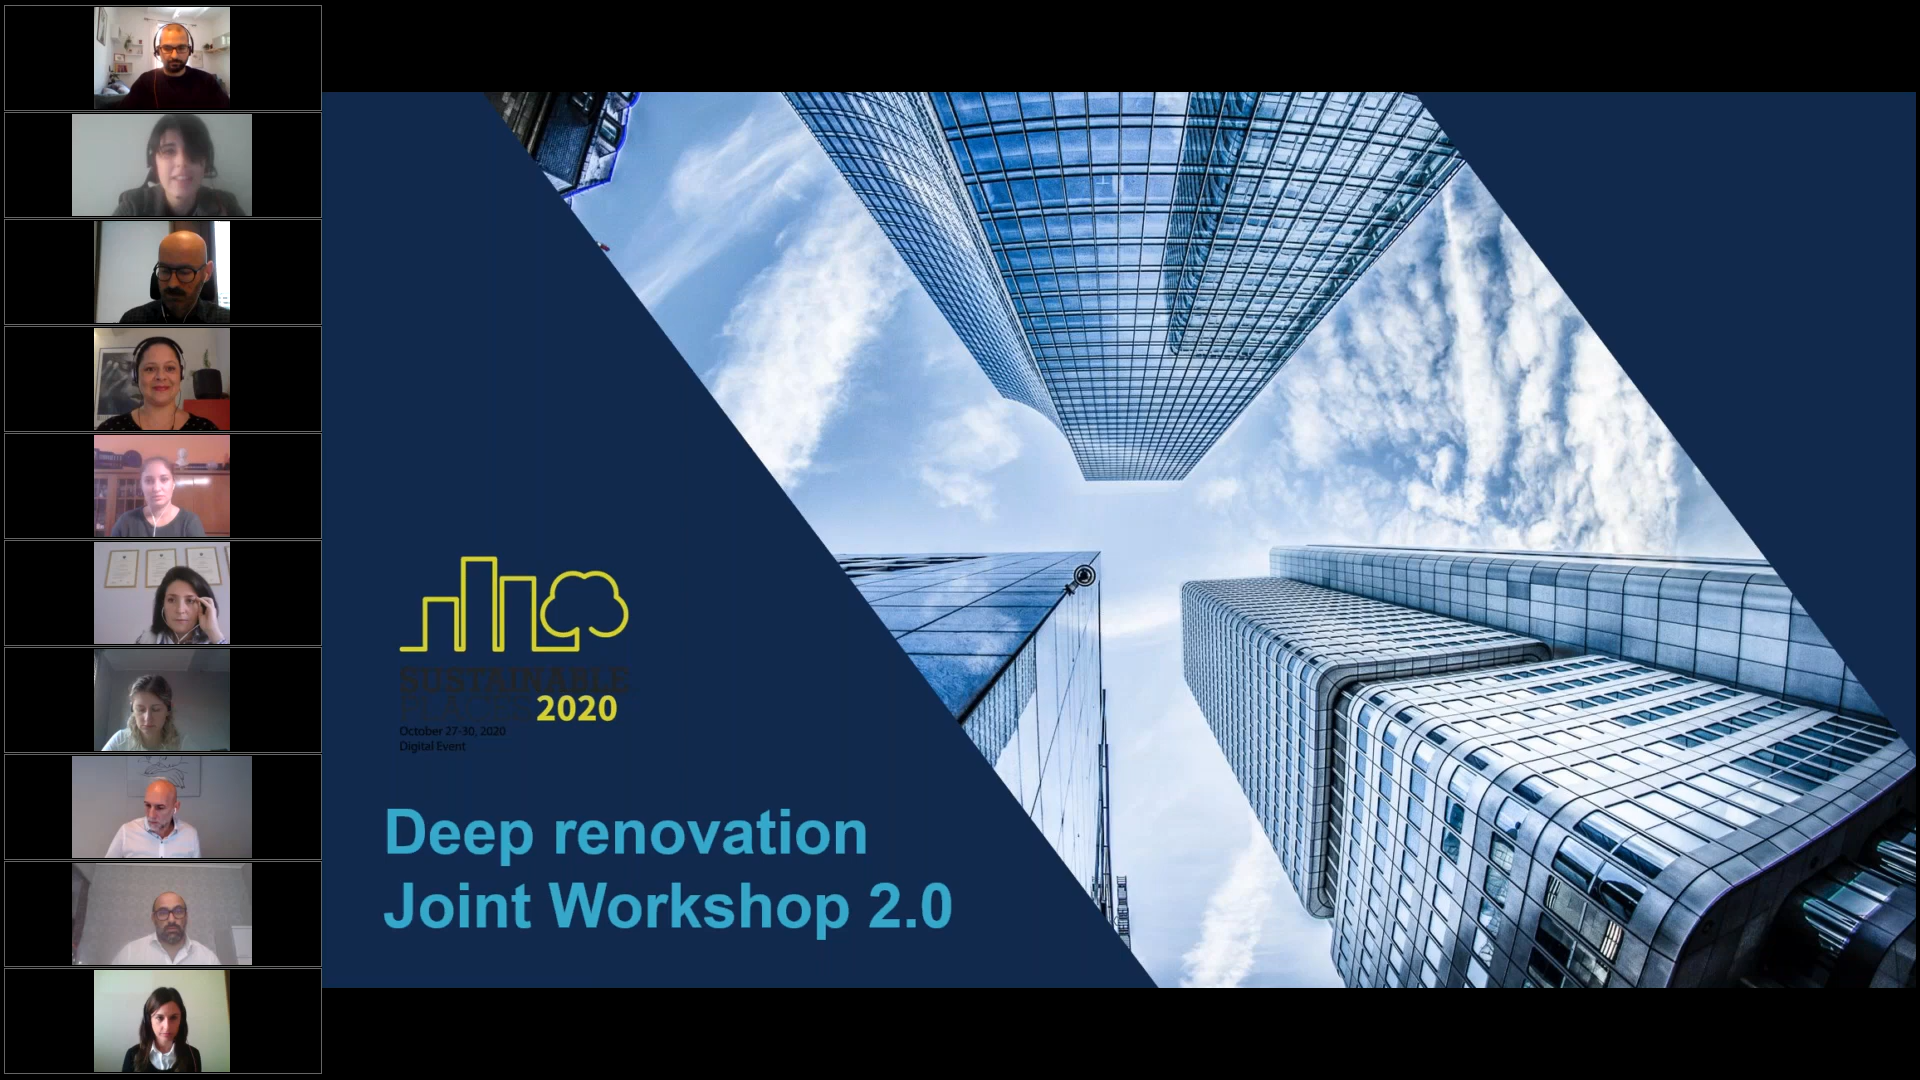 SUSTAINABLE
PLACES 2020
October 27-30, 2020
Digital Event
Deep renovation
Joint Workshop 2.0